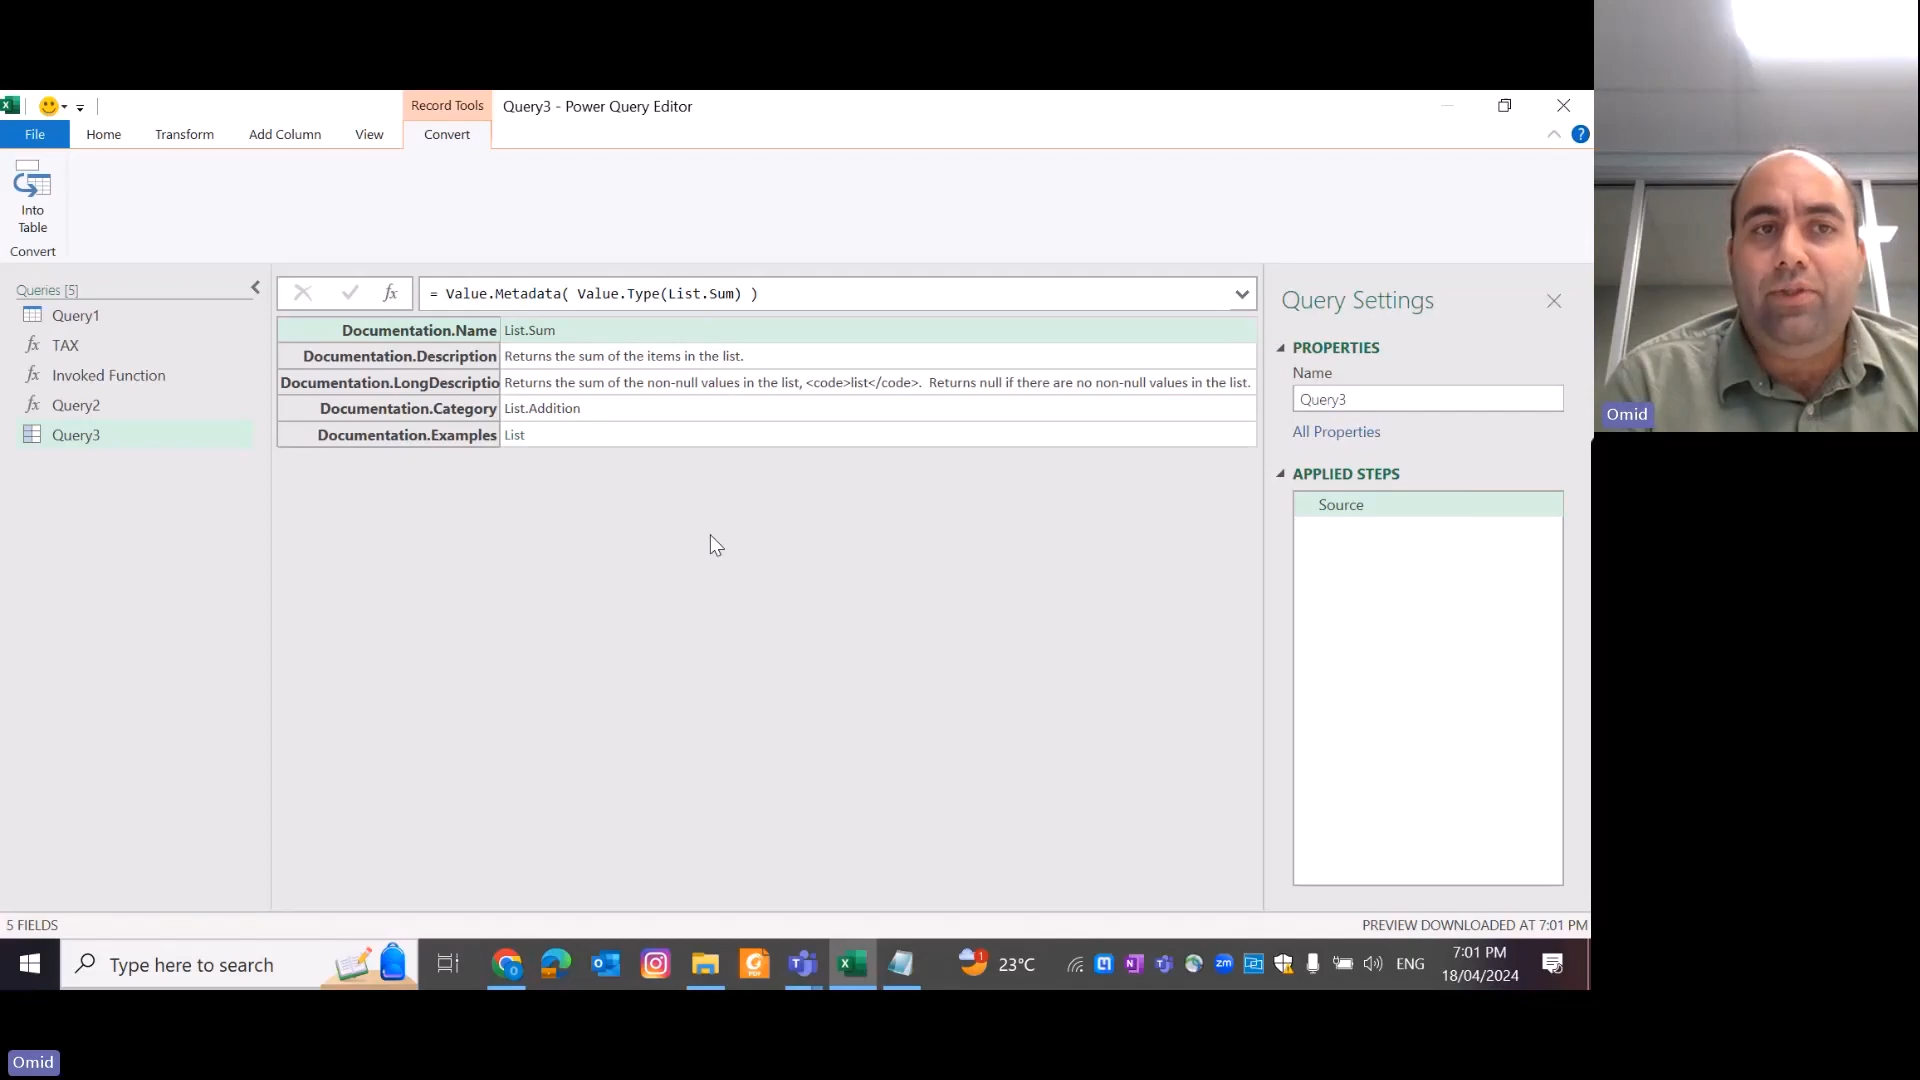 Record Tools
Query3 - Power Query Editor
File
Home
Transform
Add Column
View
Convert
?
Into
Table
Convert
Queries [5]
Query1
fx TAX
fx Invoked Function
fx Query2
Query3
fx
= Value.Metadata( Value.Type(List.Sum) )
Documentation.Name List.Sum
Documentation.Description Returns the sum of the items in the list.
Documentation.LongDescriptio Returns the sum of the non-null values in the list, <code>list</code>. Returns null if there are no non-null values in the list.
Documentation.Category List.Addition
Documentation.Examples List
Query Settings
PROPERTIES
Name
Query3
All Properties
APPLIED STEPS
Source
Omid
5 FIELDS
PREVIEW DOWNLOADED AT 7:01 PM
Type here to search
23°C
ENG
7:01 PM
18/04/2024
Omid